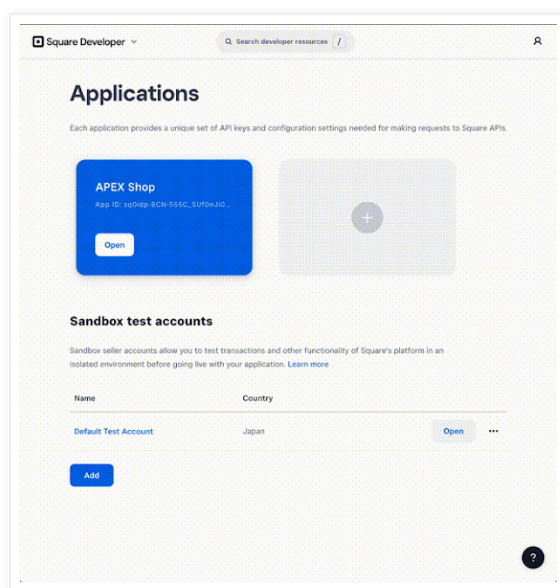 Square Developer
Search developer resources /
Applications
Each application provides a unique set of API keys and configuration settings needed for making requests to Square APIs.
APEX Shop
App ID:
Open
+
Sandbox test accounts
Sandbox seller accounts allow you to test transactions and other functionality of Square's platform in an
isolated environment before going live with your application. Learn more
Name Country
Default Test Account Japan Open ...
Add
?